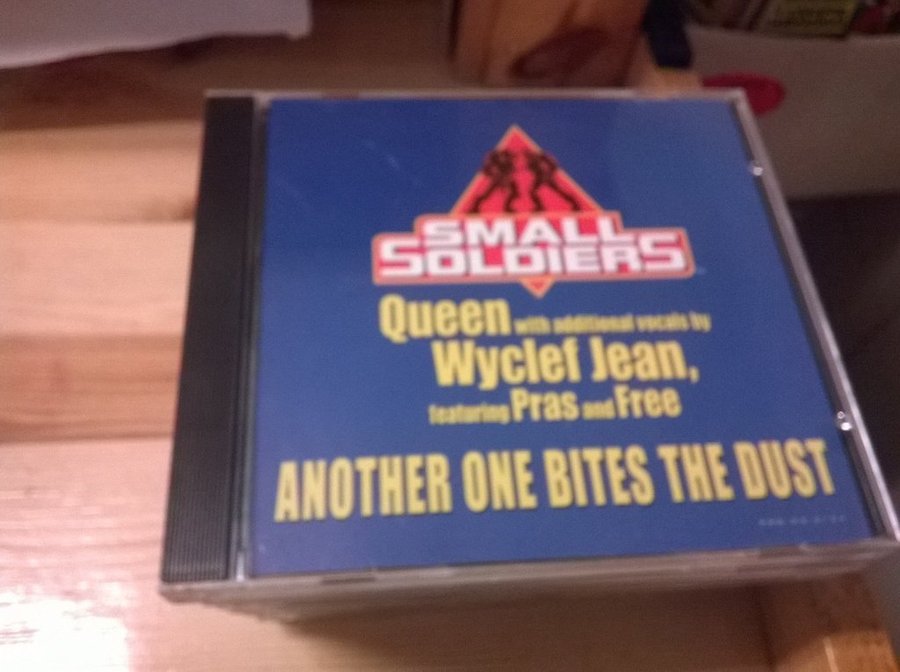 SMALL
SOLDIERS
Queen with additional vocals by
Wyclef Jean,
featuring Pras and Free
ANOTHER ONE BITES THE DUST